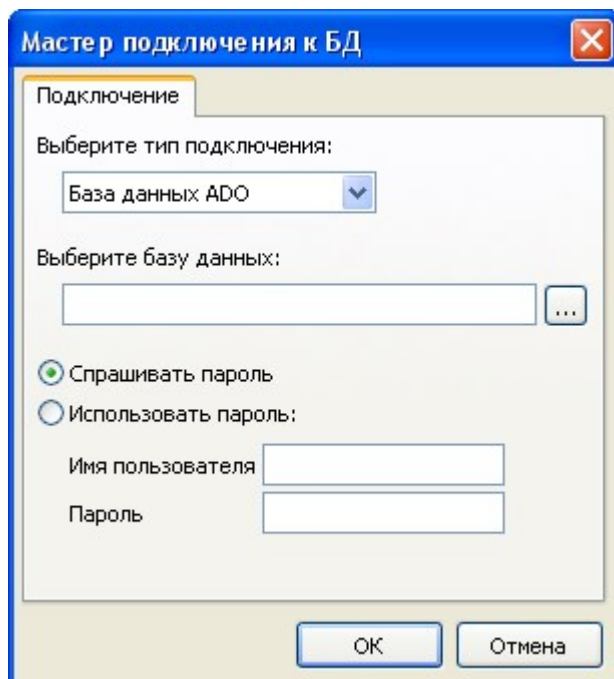 Мастер подключения к БД
Подключение
Выберите тип подключения:
База данных ADO
Выберите базу данных:
...
Спрашивать пароль
Использовать пароль:
Имя пользователя
Пароль
ОК
Отмена